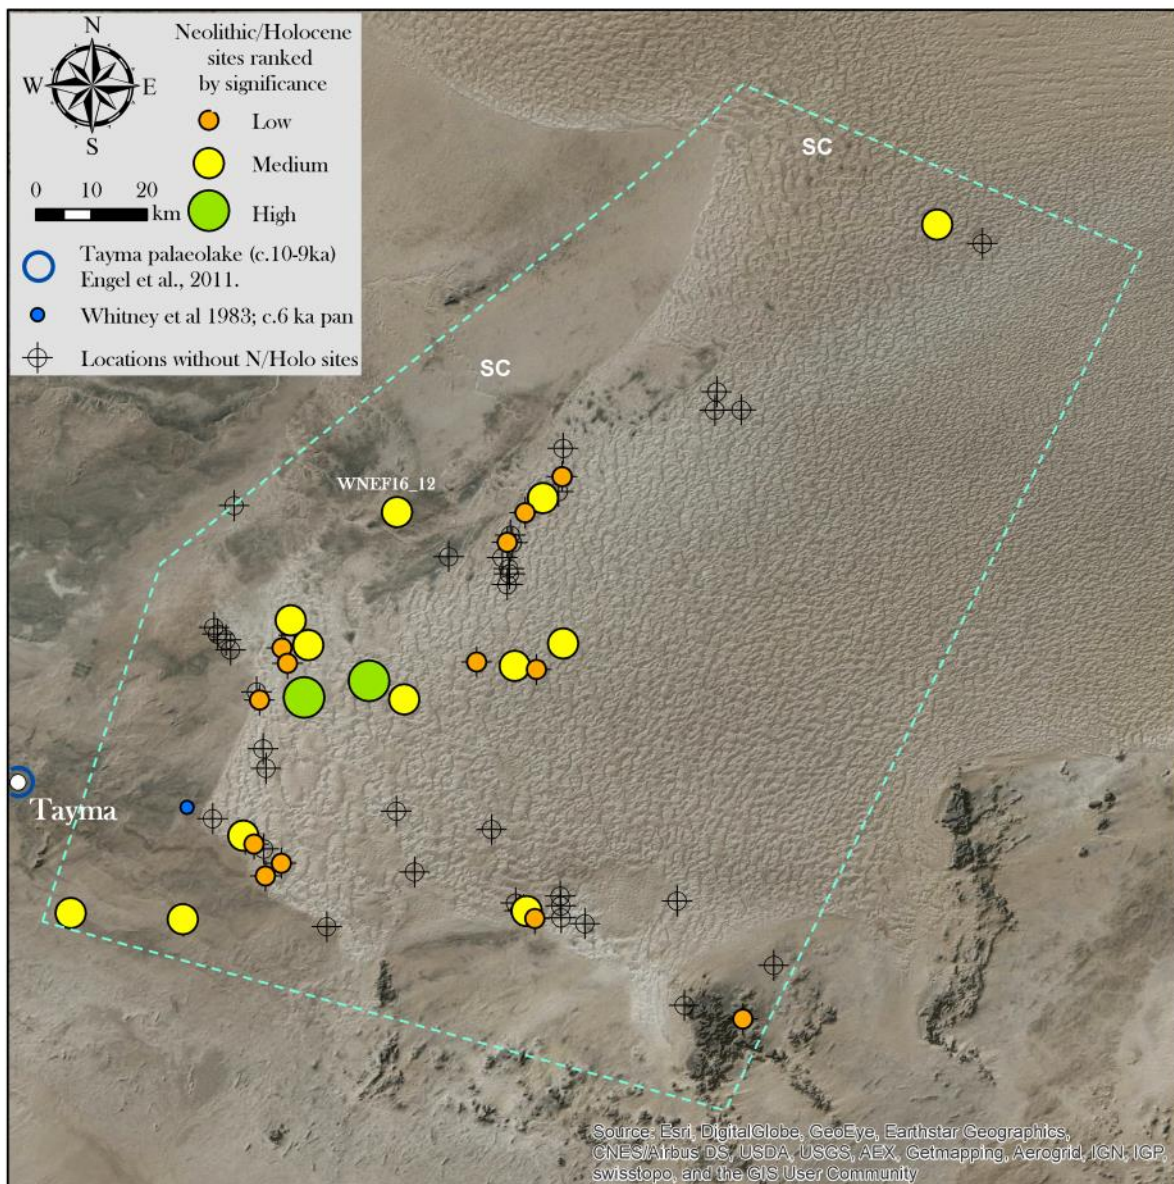 N
W
E
S
Neolithic/Holocene
sites ranked
by significance
Low
Medium
High
0 10 20
km
Tayma palaeolake (c.10-9ka)
Engel et al., 2011.
Whitney et al 1983; c.6 ka pan
Locations without N/Holo sites
SC
SC
WNEF16_12
Tayma
Source: Esri, DigitalGlobe, GeoEye, Earthstar Geographics,
CNES/Airbus DS, USDA, USGS, AEX, Getmapping, Aerogrid, IGN, IGP,
swisstopo, and the GIS User Community